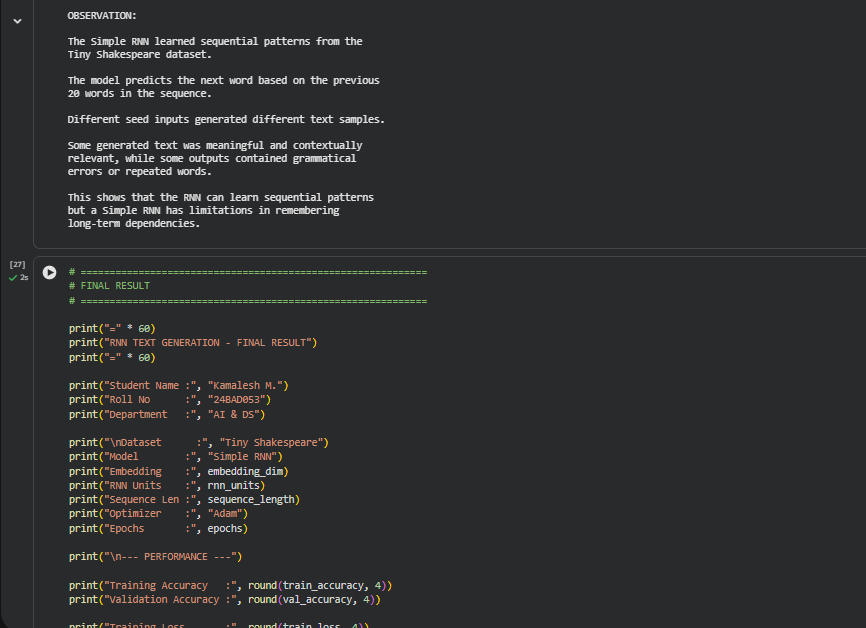 OBSERVATION:
The Simple RNN learned sequential patterns from the
Tiny Shakespeare dataset.
The model predicts the next word based on the previous
20 words in the sequence.
Different seed inputs generated different text samples.
Some generated text was meaningful and contextually
relevant, while some outputs contained grammatical
errors or repeated words.
This shows that the RNN can learn sequential patterns
but a Simple RNN has limitations in remembering
long-term dependencies.
[27]
2s
# ============================================================
# FINAL RESULT
# ============================================================
print("=" * 60)
print("RNN TEXT GENERATION - FINAL RESULT")
print("=" * 60)
print("Student Name :", "Kamalesh M.")
print("Roll No      :", "24BAD053")
print("Department   :", "AI & DS")
print("\nDataset      :", "Tiny Shakespeare")
print("Model        :", "Simple RNN")
print("Embedding    :", embedding_dim)
print("RNN Units    :", rnn_units)
print("Sequence Len :", sequence_length)
print("Optimizer    :", "Adam")
print("Epochs       :", epochs)
print("\n--- PERFORMANCE ---")
print("Training Accuracy   :", round(train_accuracy, 4))
print("Validation Accuracy :", round(val_accuracy, 4))
print("Training Loss       :", round(train_loss, 4))